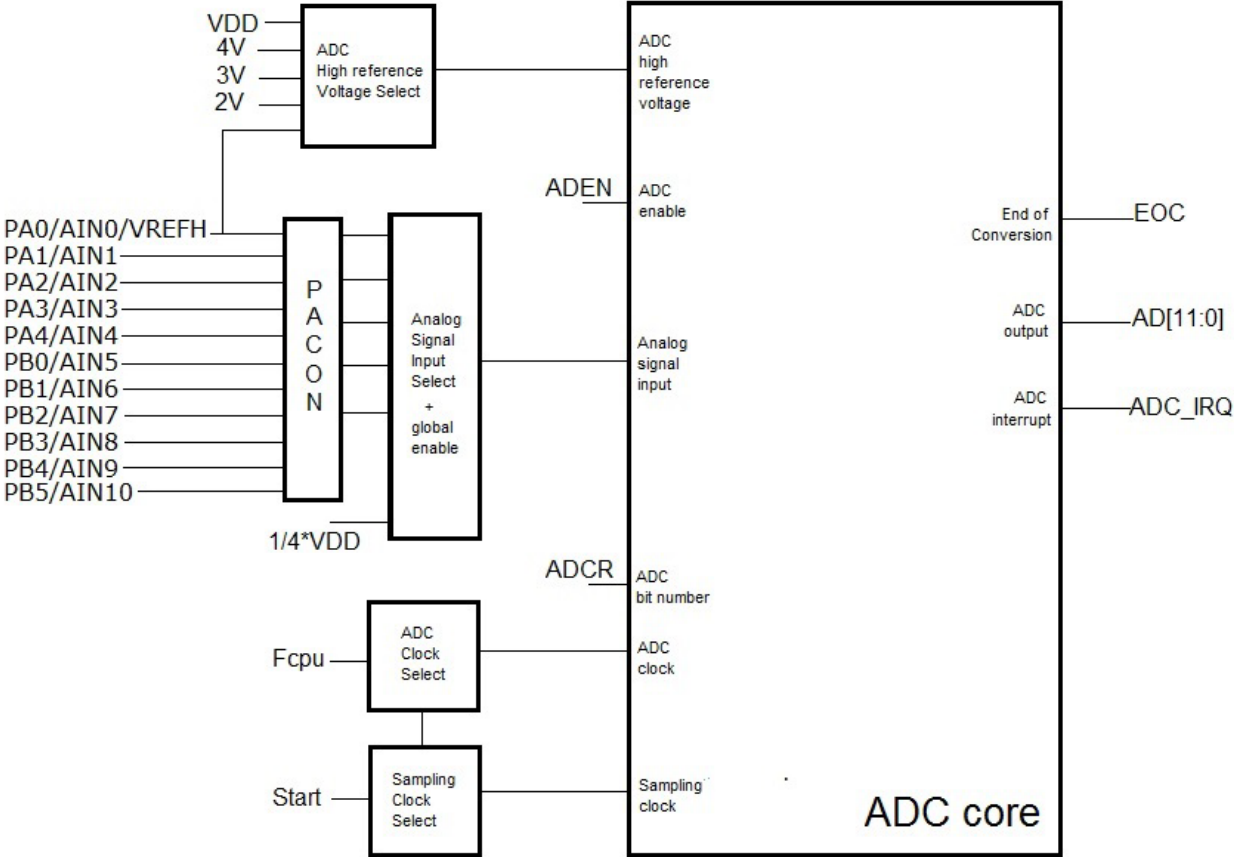 VDD
4V
3V
2V
ADC
High reference
Voltage Select
ADC
high
reference
voltage
ADEN
ADC
enable
PA0/AIN0/VREFH
PA1/AIN1
PA2/AIN2
PA3/AIN3
PA4/AIN4
PB0/AIN5
PB1/AIN6
PB2/AIN7
PB3/AIN8
PB4/AIN9
PB5/AIN10
P
A
C
O
N
Analog
Signal
Input
Select
+
global
enable
1/4*VDD
Analog
signal
input
End of
Conversion
EOC
ADC
output
AD[11:0]
ADC
interrupt
ADC_IRQ
ADCR
ADC
bit number
Fcpu
ADC
Clock
Select
ADC
clock
Start
Sampling
Clock
Select
Sampling
clock
ADC core